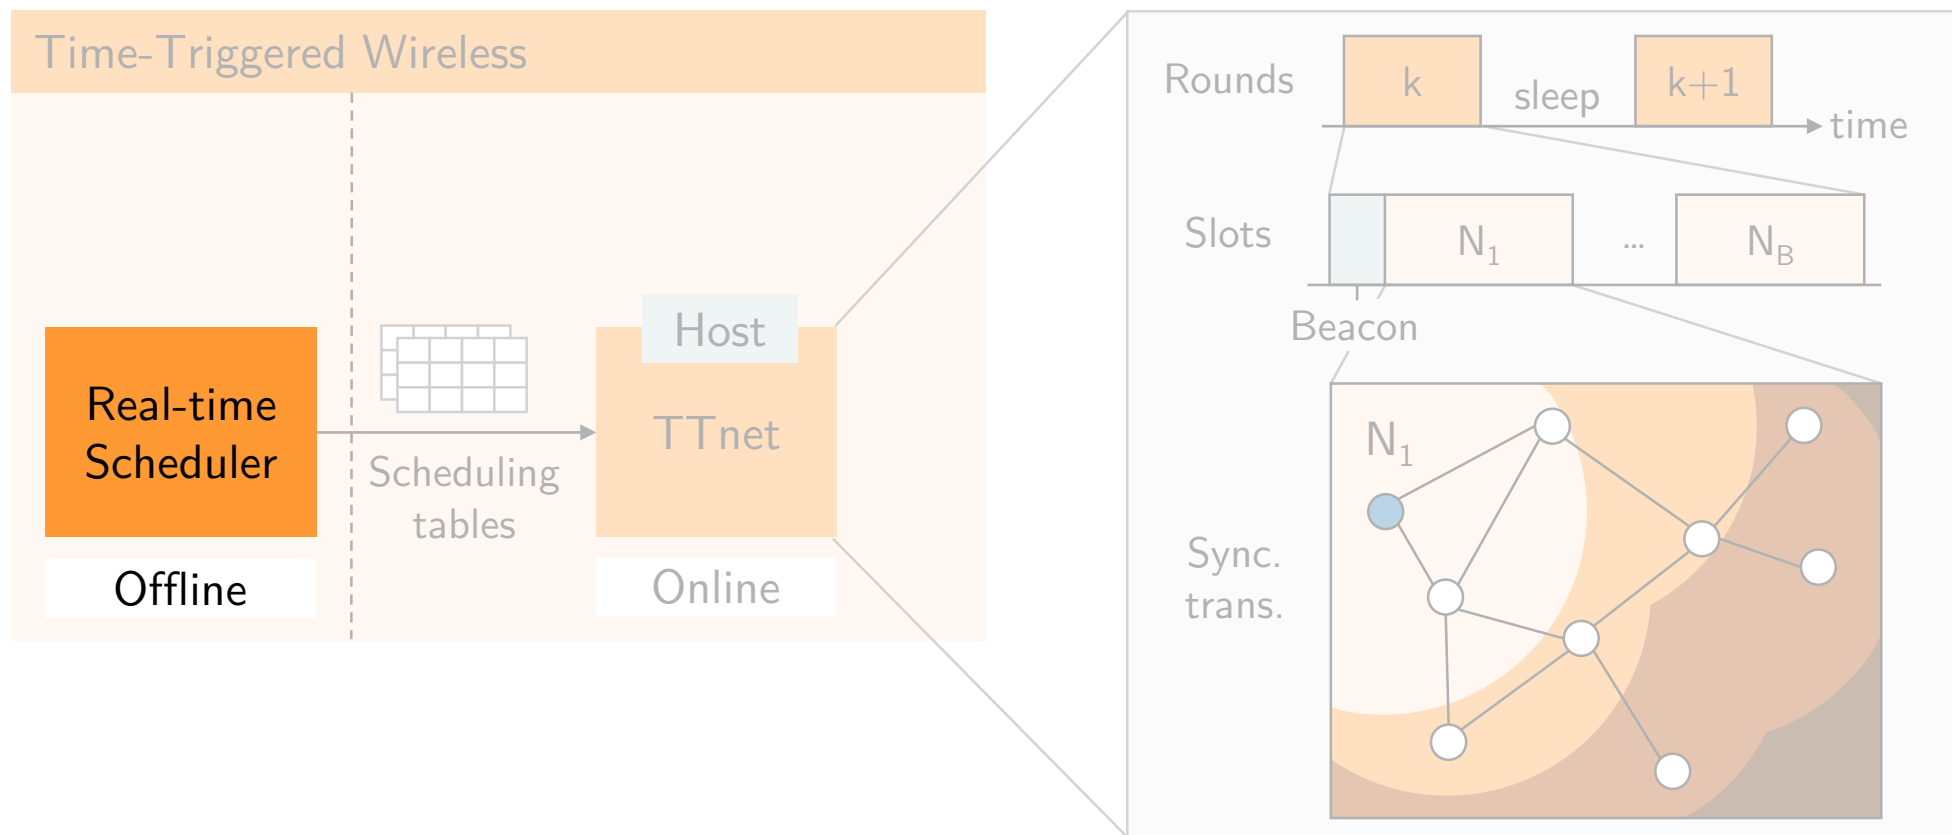 Time-Triggered Wireless
Real-time
Scheduler
Offline
Scheduling
tables
Host
TTnet
Online
Rounds
k
sleep
k+1
time
Slots
N₁
...
N_B
Beacon
N₁
Sync.
trans.